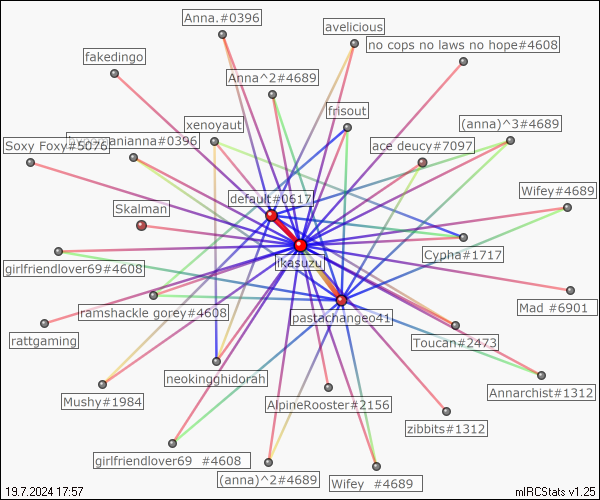 Anna.#0396
avelicious
no cops no laws no hope#4608
fakedingo
Anna^2#4689
frisout
xenoyaut
(anna)^3#4689
Soxy Foxy#5076
ace deucy#7097
default#0617
Wifey#4689
Skalman
Cypha#1717
ikasuzu
girlfriendlover69#4608
ramshackle gorey#4608
pastachangeo41
Mad #6901
rattgaming
Toucan#2473
neokingghidorah
Annarchist#1312
Mushy#1984
AlpineRooster#2156
zibbits#1312
girlfriendlover69 #4608
(anna)^2#4689
Wifey #4689
19.7.2024 17:57
mIRCStats v1.25